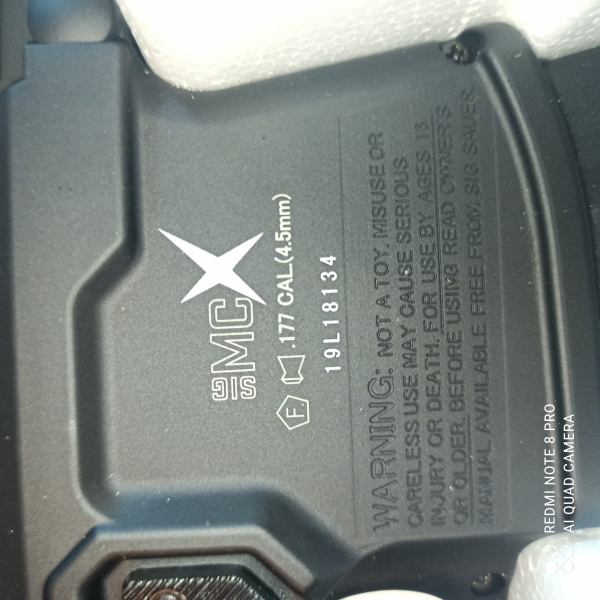 SIG MCX
F .177 CAL.(4.5mm)
19L18134
WARNING: NOT A TOY. MISUSE OR
CARELESS USE MAY CAUSE SERIOUS
INJURY OR DEATH. FOR USE BY AGES 18
OR OLDER. BEFORE USING READ OWNER'S
MANUAL AVAILABLE FREE FROM SIG SAUER.
REDMI NOTE 8 PRO
AI QUAD CAMERA